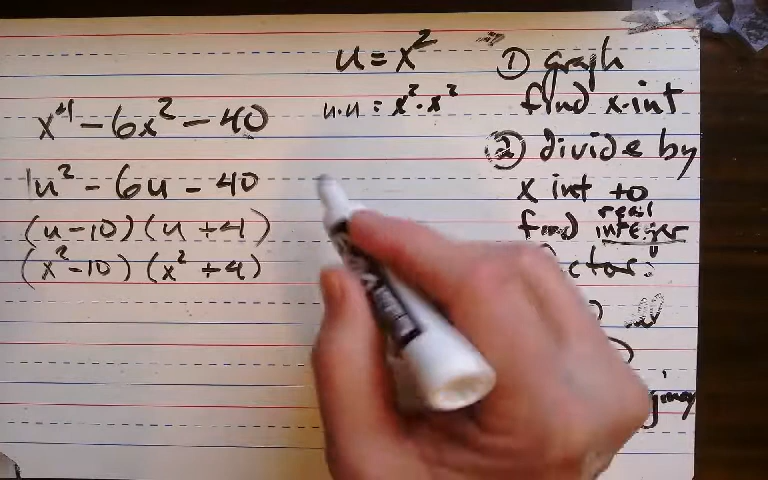 u = x²
x⁴ - 6x² - 40
u·u = x²·x²
1u² - 6u - 40
(u - 10)(u + 4)
(x² - 10)(x² + 4)
① graph
find x-int
② divide by
x int to
find real
integer